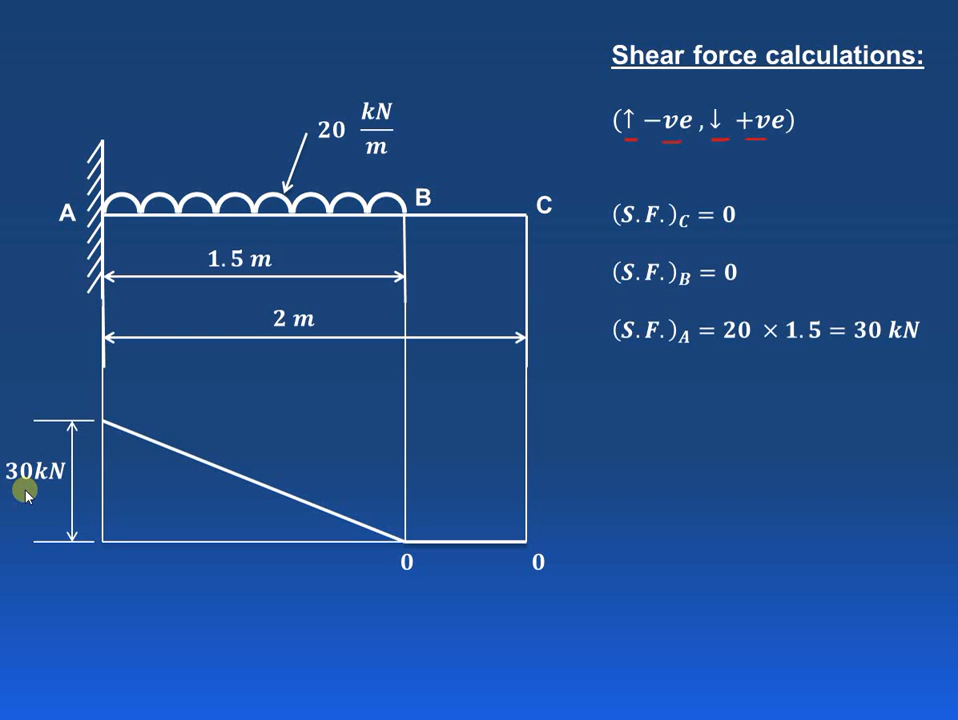 Shear force calculations:
(↑ −ve , ↓ +ve)
20 kN/m
A
B
C
(S.F.)C = 0
1.5 m
(S.F.)B = 0
2 m
(S.F.)A = 20 × 1.5 = 30 kN
30kN
0 0